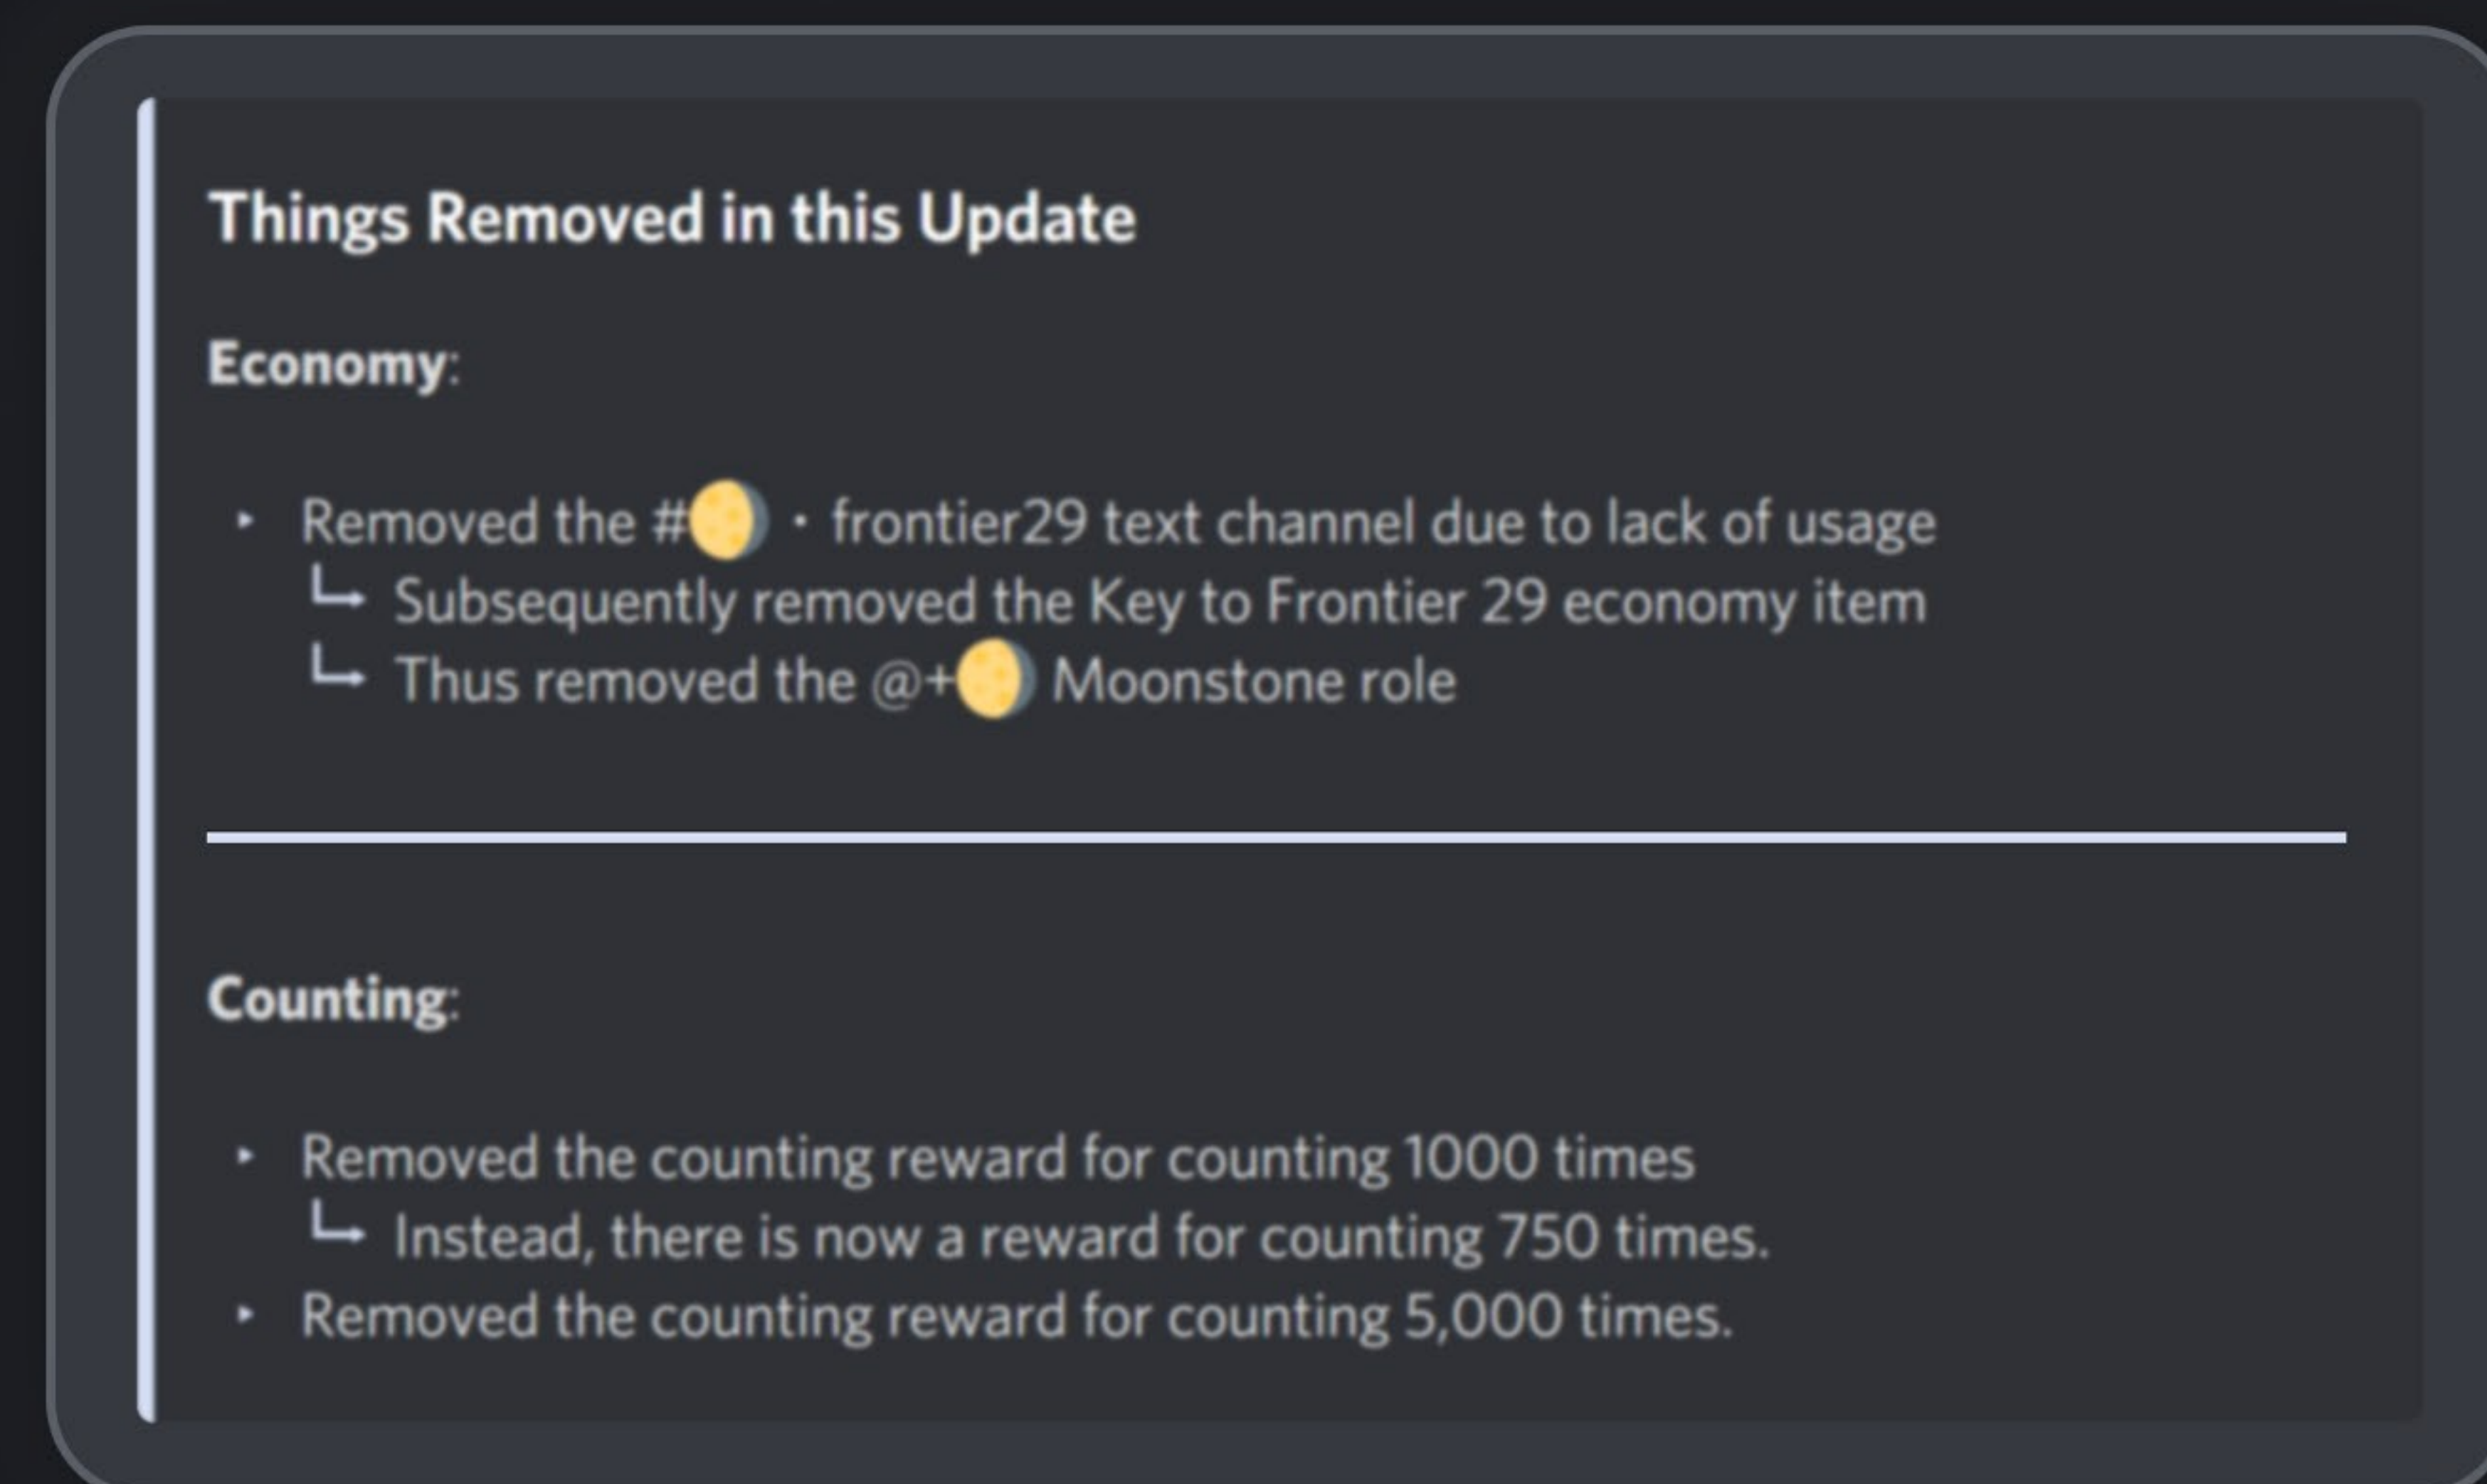 Things Removed in this Update
Economy:
‣ Removed the #🌖 · frontier29 text channel due to lack of usage
↳ Subsequently removed the Key to Frontier 29 economy item
↳ Thus removed the @+🌖 Moonstone role
Counting:
‣ Removed the counting reward for counting 1000 times
↳ Instead, there is now a reward for counting 750 times.
‣ Removed the counting reward for counting 5,000 times.